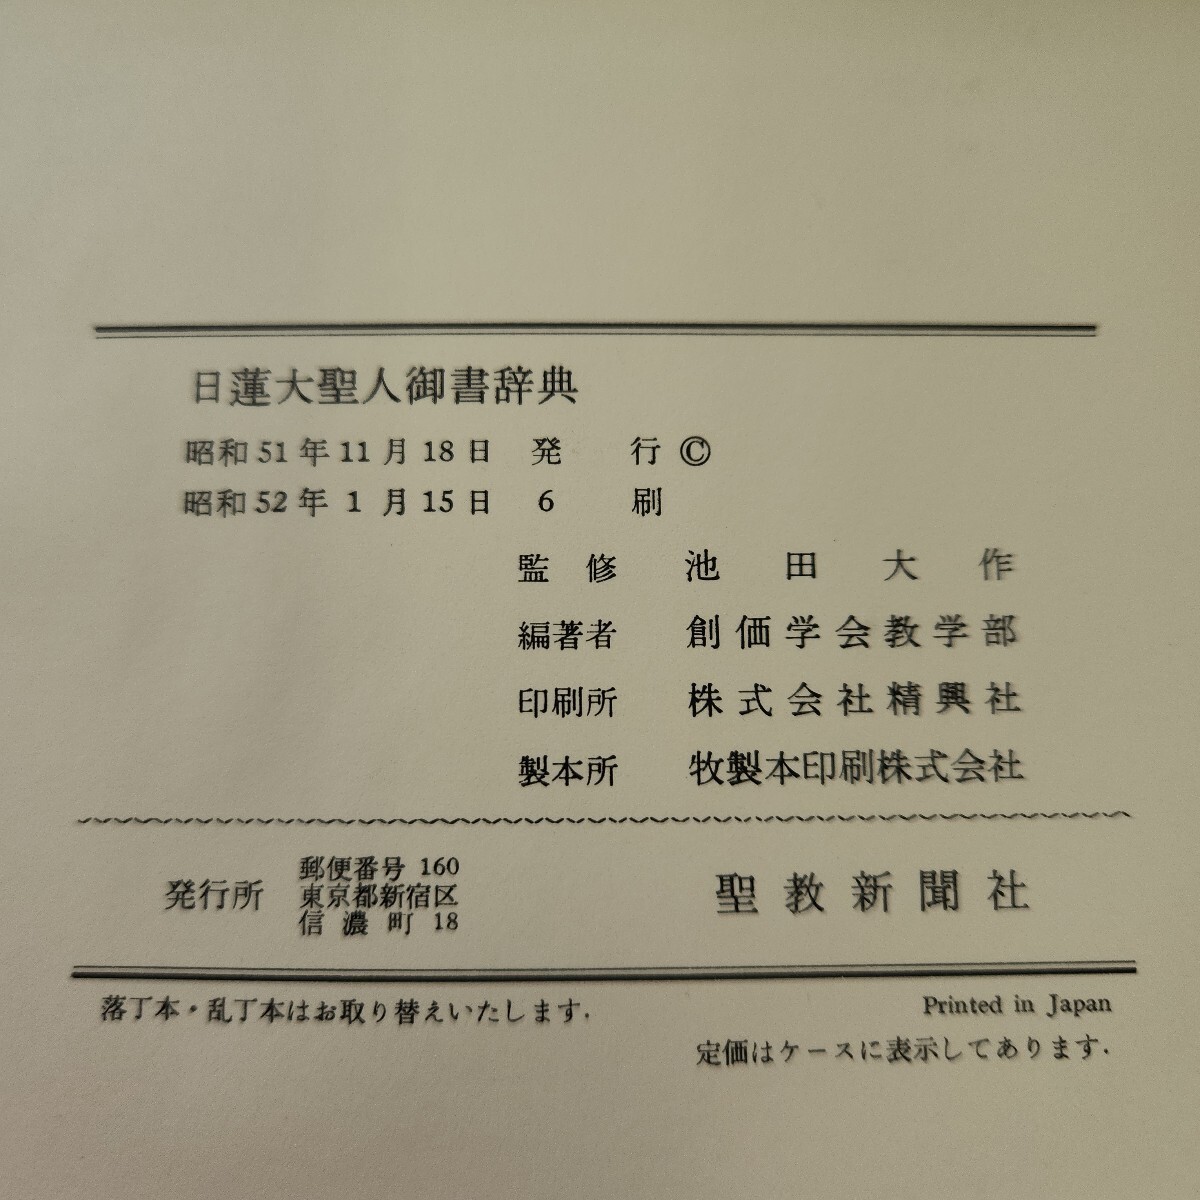 日蓮大聖人御書辞典
昭和51年11月18日 発行 ©
昭和52年1月15日 6刷
監修 池田大作
編著者 創価学会教学部
印刷所 株式会社精興社
製本所 牧製本印刷株式会社
発行所
郵便番号 160
東京都新宿区
信濃町 18
聖教新聞社
落丁本・乱丁本はお取り替えいたします.
Printed in Japan
定価はケースに表示してあります.